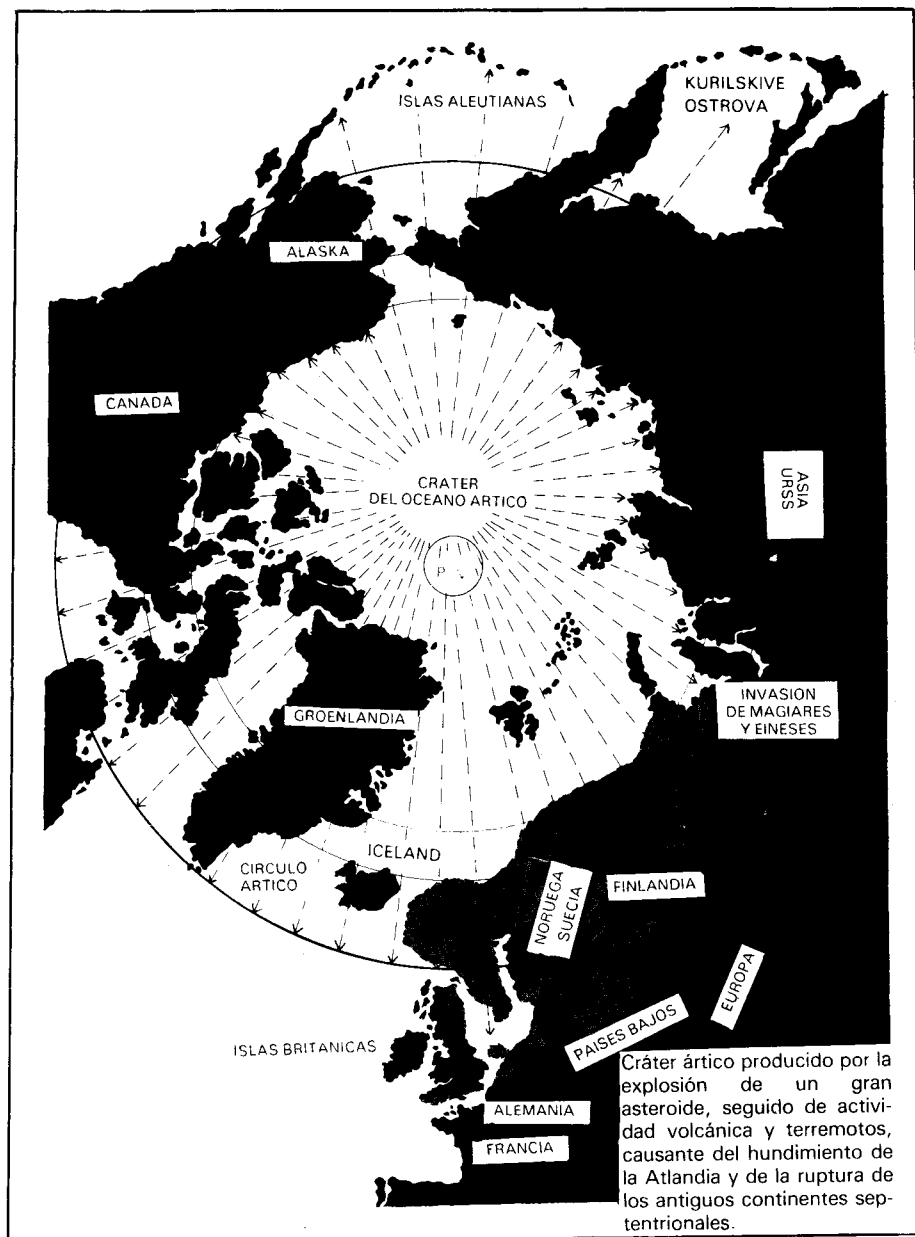 ISLAS ALEUTIANAS
KURILSKIVE
OSTROVA
ALASKA
CANADA
CRATER
DEL OCEANO ARTICO
ASIA
URSS
P
INVASION
DE MAGIARES
Y EINESES
GROENLANDIA
ICELAND
CIRCULO
ARTICO
NORUEGA
SUECIA
FINLANDIA
EUROPA
PAISES BAJOS
ISLAS BRITANICAS
ALEMANIA
FRANCIA
Cráter ártico producido por la
explosión de un gran
asteroide, seguido de activi-
dad volcánica y terremotos,
causante del hundimiento de
la Atlandia y de la ruptura de
los antiguos continentes sep-
tentrionales.